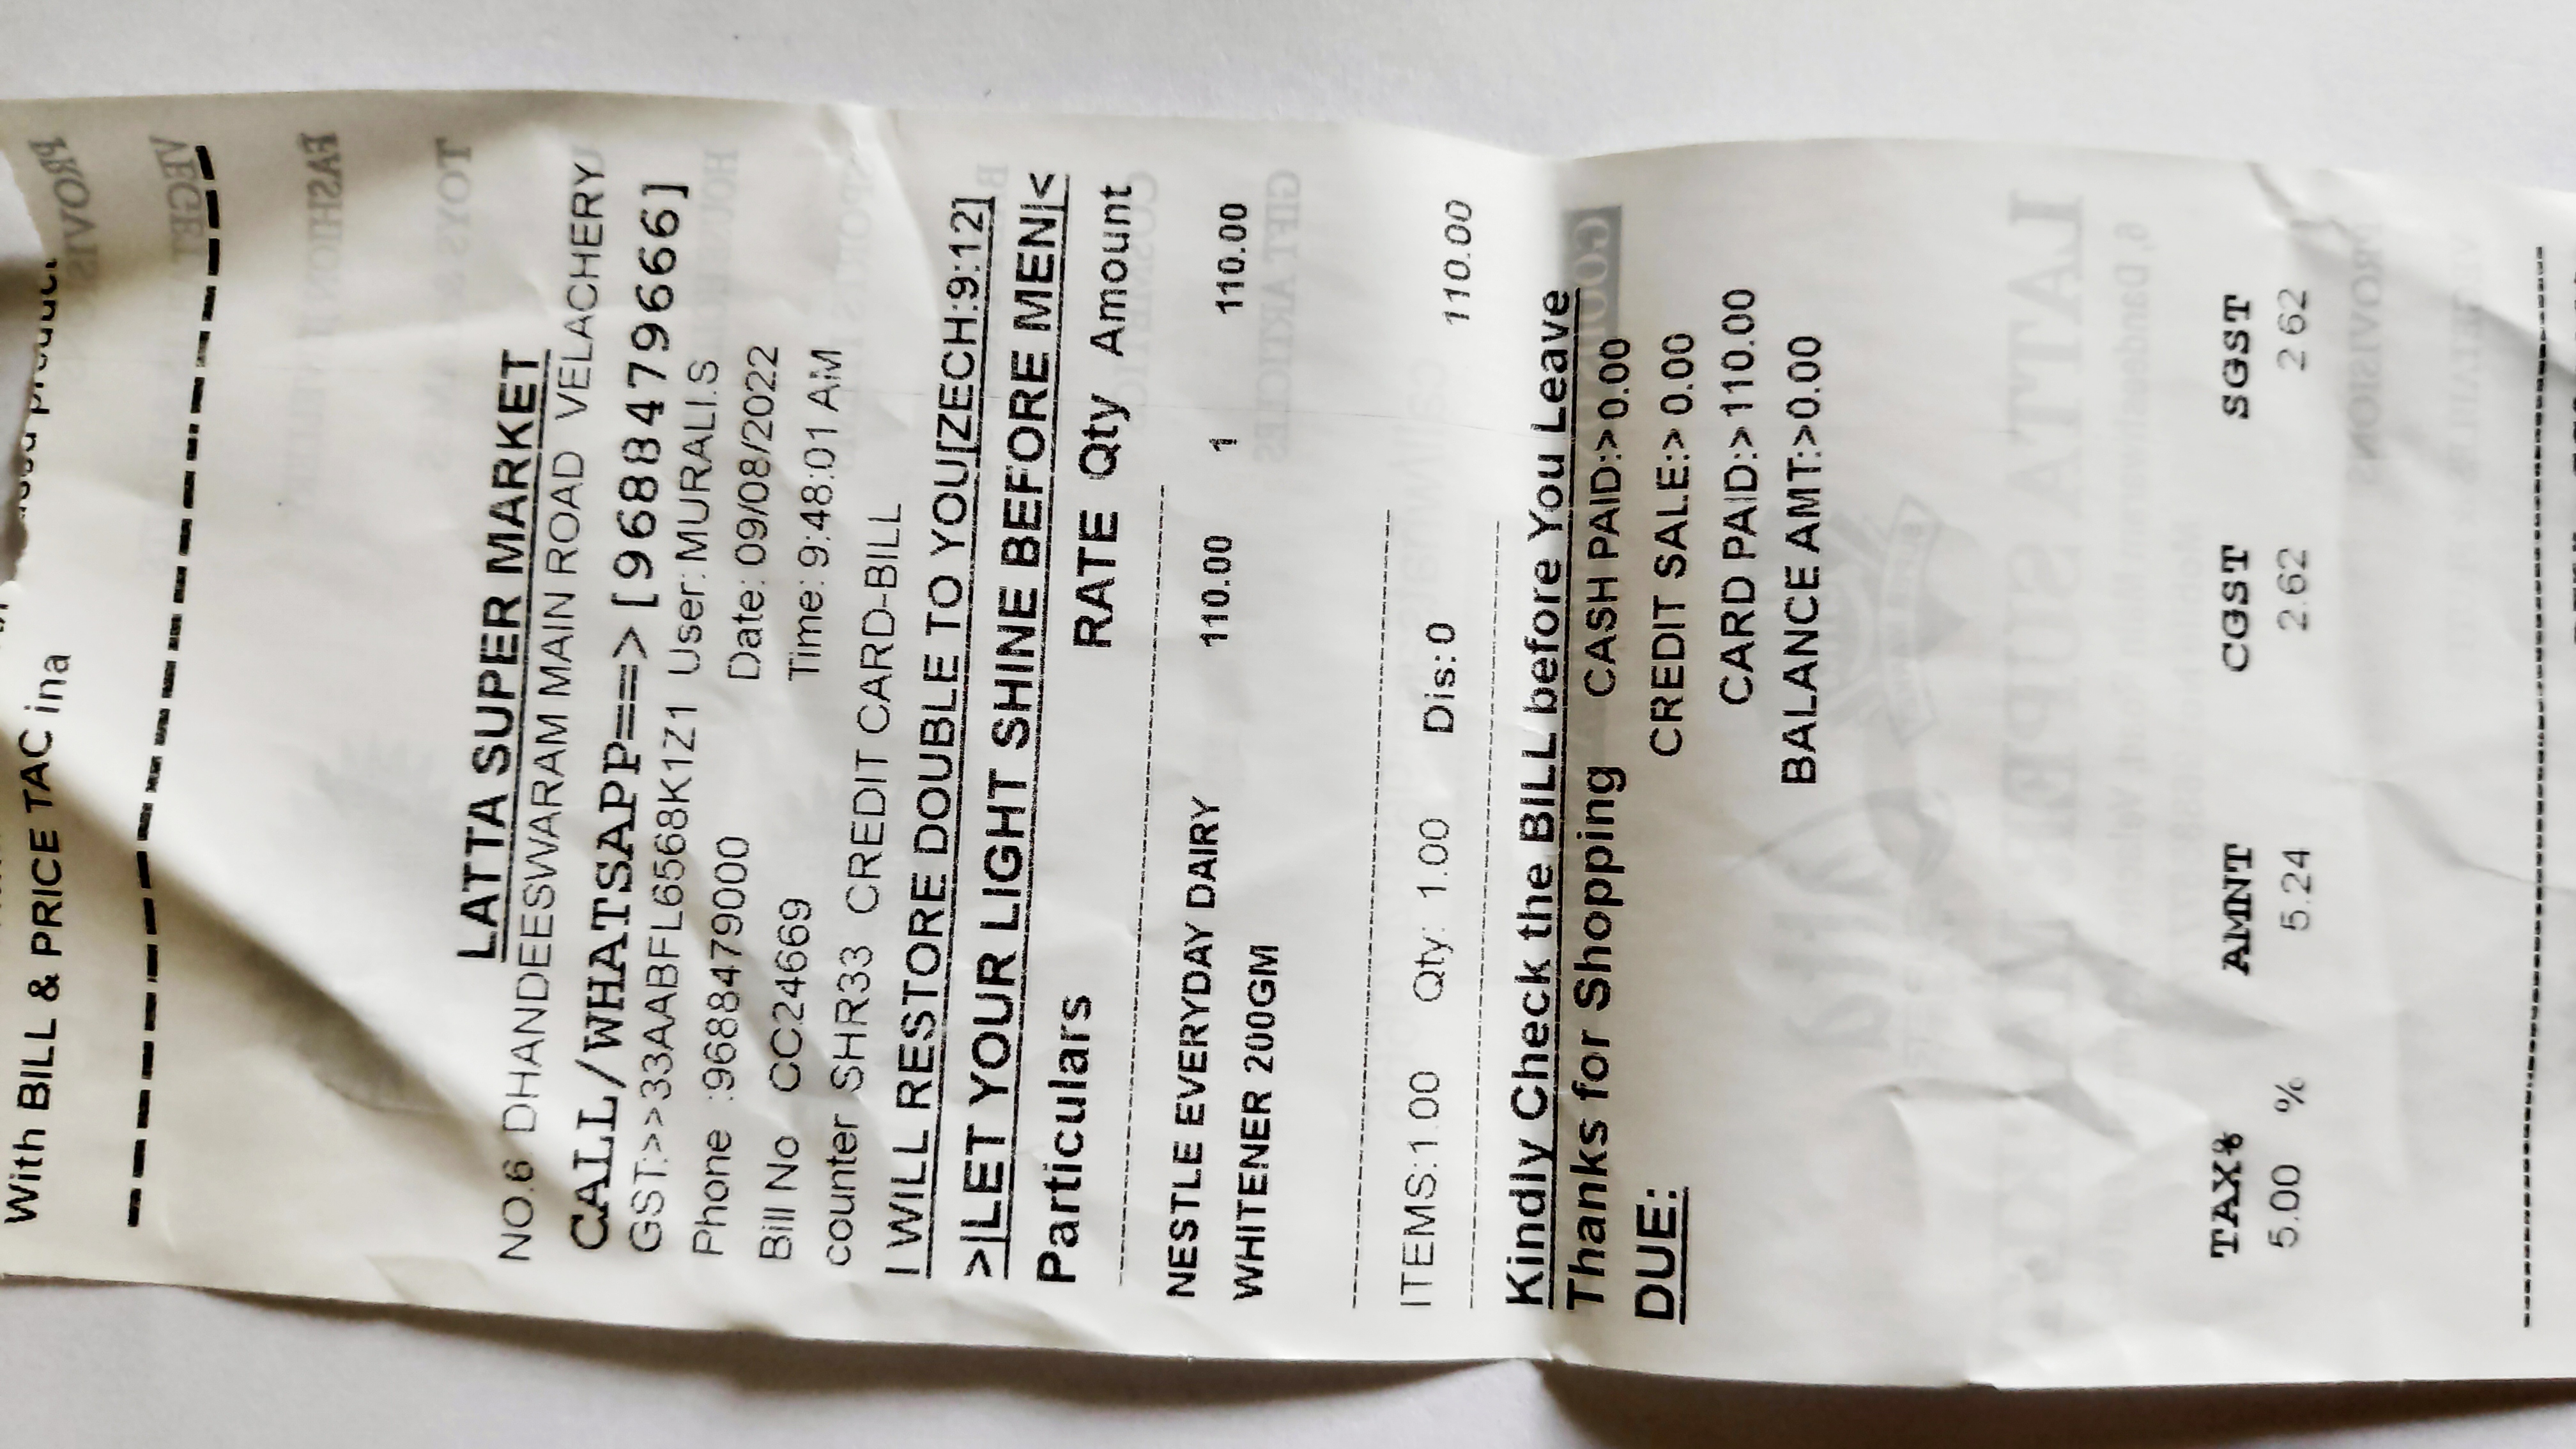 With BILL & PRICE TAC ina product
LATTA SUPER MARKET
NO.6 DHANDEESWARAM MAIN ROAD VELACHERY
CALL/WHATSAPP==>[9688479666]
GST:>>33AABFL6568K1Z1 User: MURALI.S
Phone :9688479000 Date: 09/08/2022
Bill No CC24669 Time: 9:48:01 AM
counter SHR33 CREDIT CARD-BILL
I WILL RESTORE DOUBLE TO YOU[ZECH:9:12]
>|LET YOUR LIGHT SHINE BEFORE MEN|<
Particulars RATE Qty Amount
NESTLE EVERYDAY DAIRY 110.00 1 110.00
WHITENER 200GM
ITEMS:1.00 Qty: 1.00 Dis:0 110.00
Kindly Check the BILL before You Leave
Thanks for Shopping CASH PAID:>0.00
DUE: CREDIT SALE:> 0.00
CARD PAID:>110.00
BALANCE AMT:>0.00
LATTA SUPER MARKET
TAX% AMNT CGST SGST
5.00 % 5.24 2.62 2.62
PROVISIONS